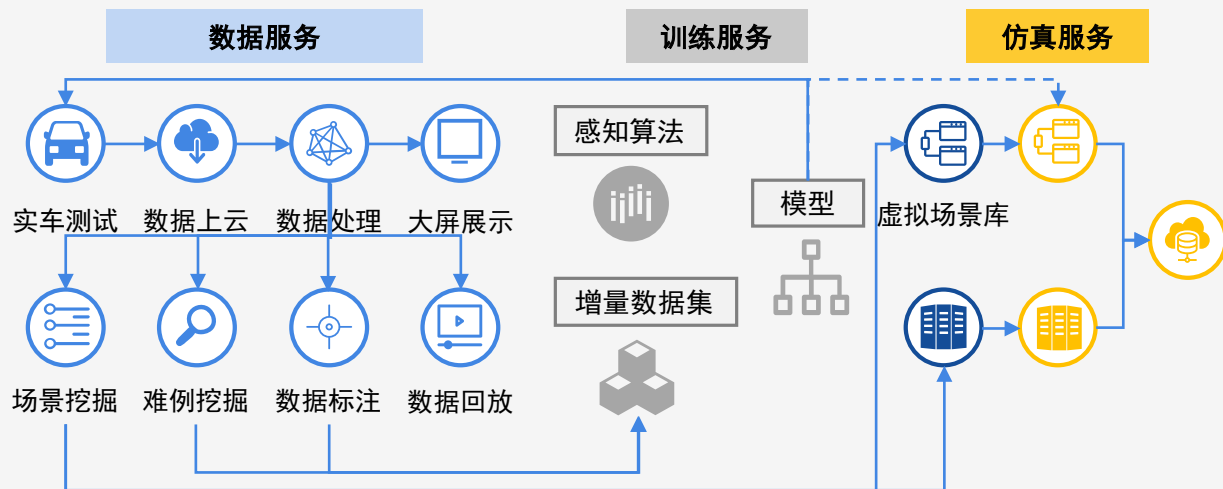 数据服务
训练服务
仿真服务
感知算法
模型
实车测试
数据上云
数据处理
大屏展示
虚拟场景库
增量数据集
场景挖掘
难例挖掘
数据标注
数据回放